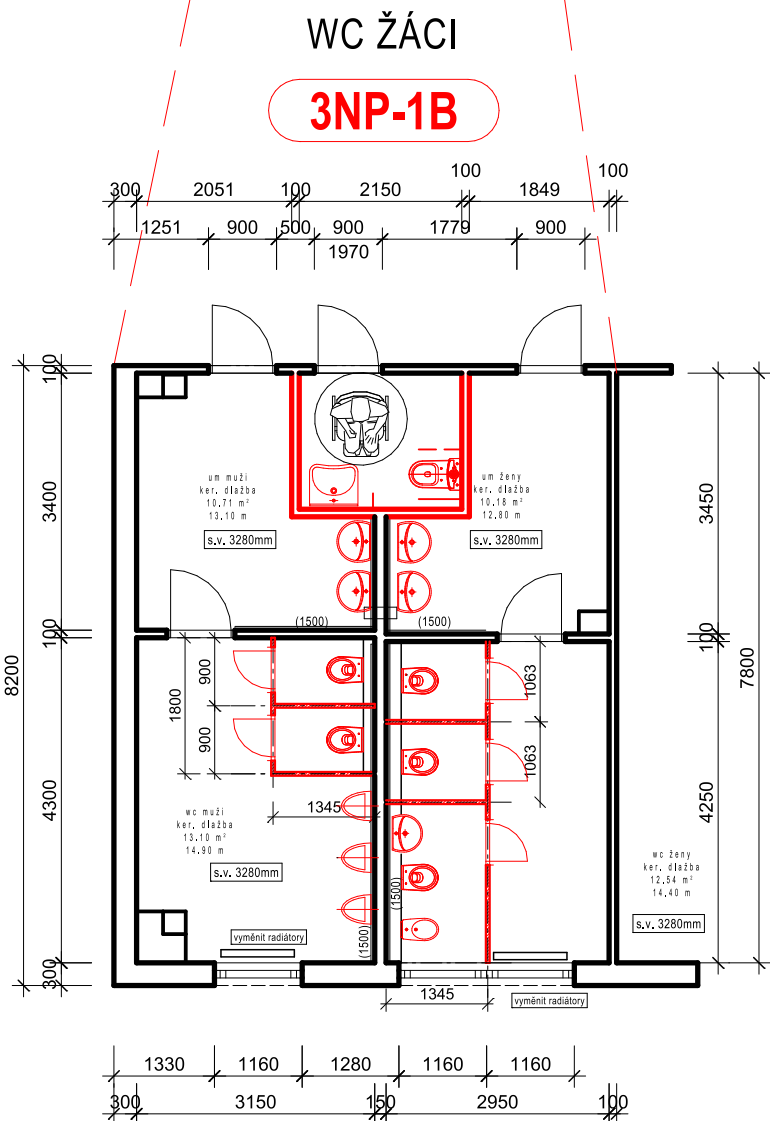 WC ŽÁCI
3NP-1B
100 100
300 2051 100 2150 1849
1251 900 500 900 1779 900
1970
100
3400
100
4300
300
8200
um muži
ker. dlažba
10.71 m²
13.10 m
s.v. 3280mm
um ženy
ker. dlažba
10.18 m²
12.80 m
s.v. 3280mm
3450
100
4250
7800
(1500) (1500)
1800
900
900
1063
1063
1345
wc muži
ker. dlažba
13.10 m²
14.90 m
s.v. 3280mm
(1500)
(1500)
wc ženy
ker. dlažba
12.54 m²
14.40 m
s.v. 3280mm
vyměnit radiátory
1345
vyměnit radiátory
1330 1160 1280 1160 1160
300 3150 150 2950 100